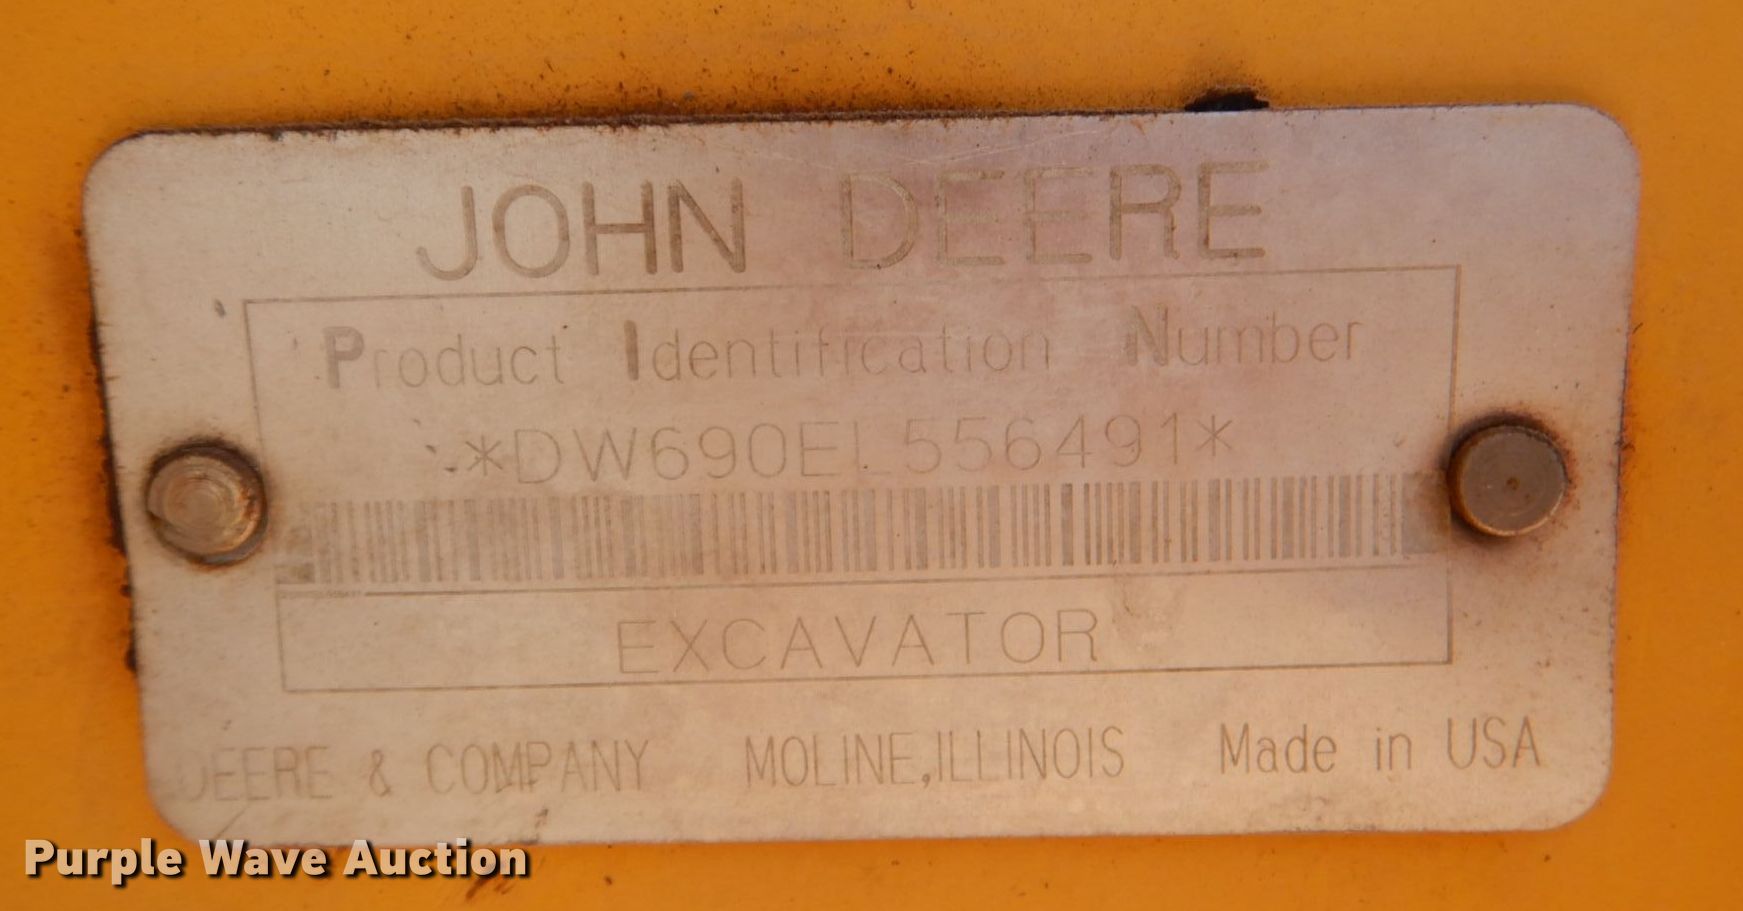 JOHN DEERE
Product Identification Number
*DW690EL556491*
EXCAVATOR
DEERE & COMPANY MOLINE, ILLINOIS Made in USA
Purple Wave Auction